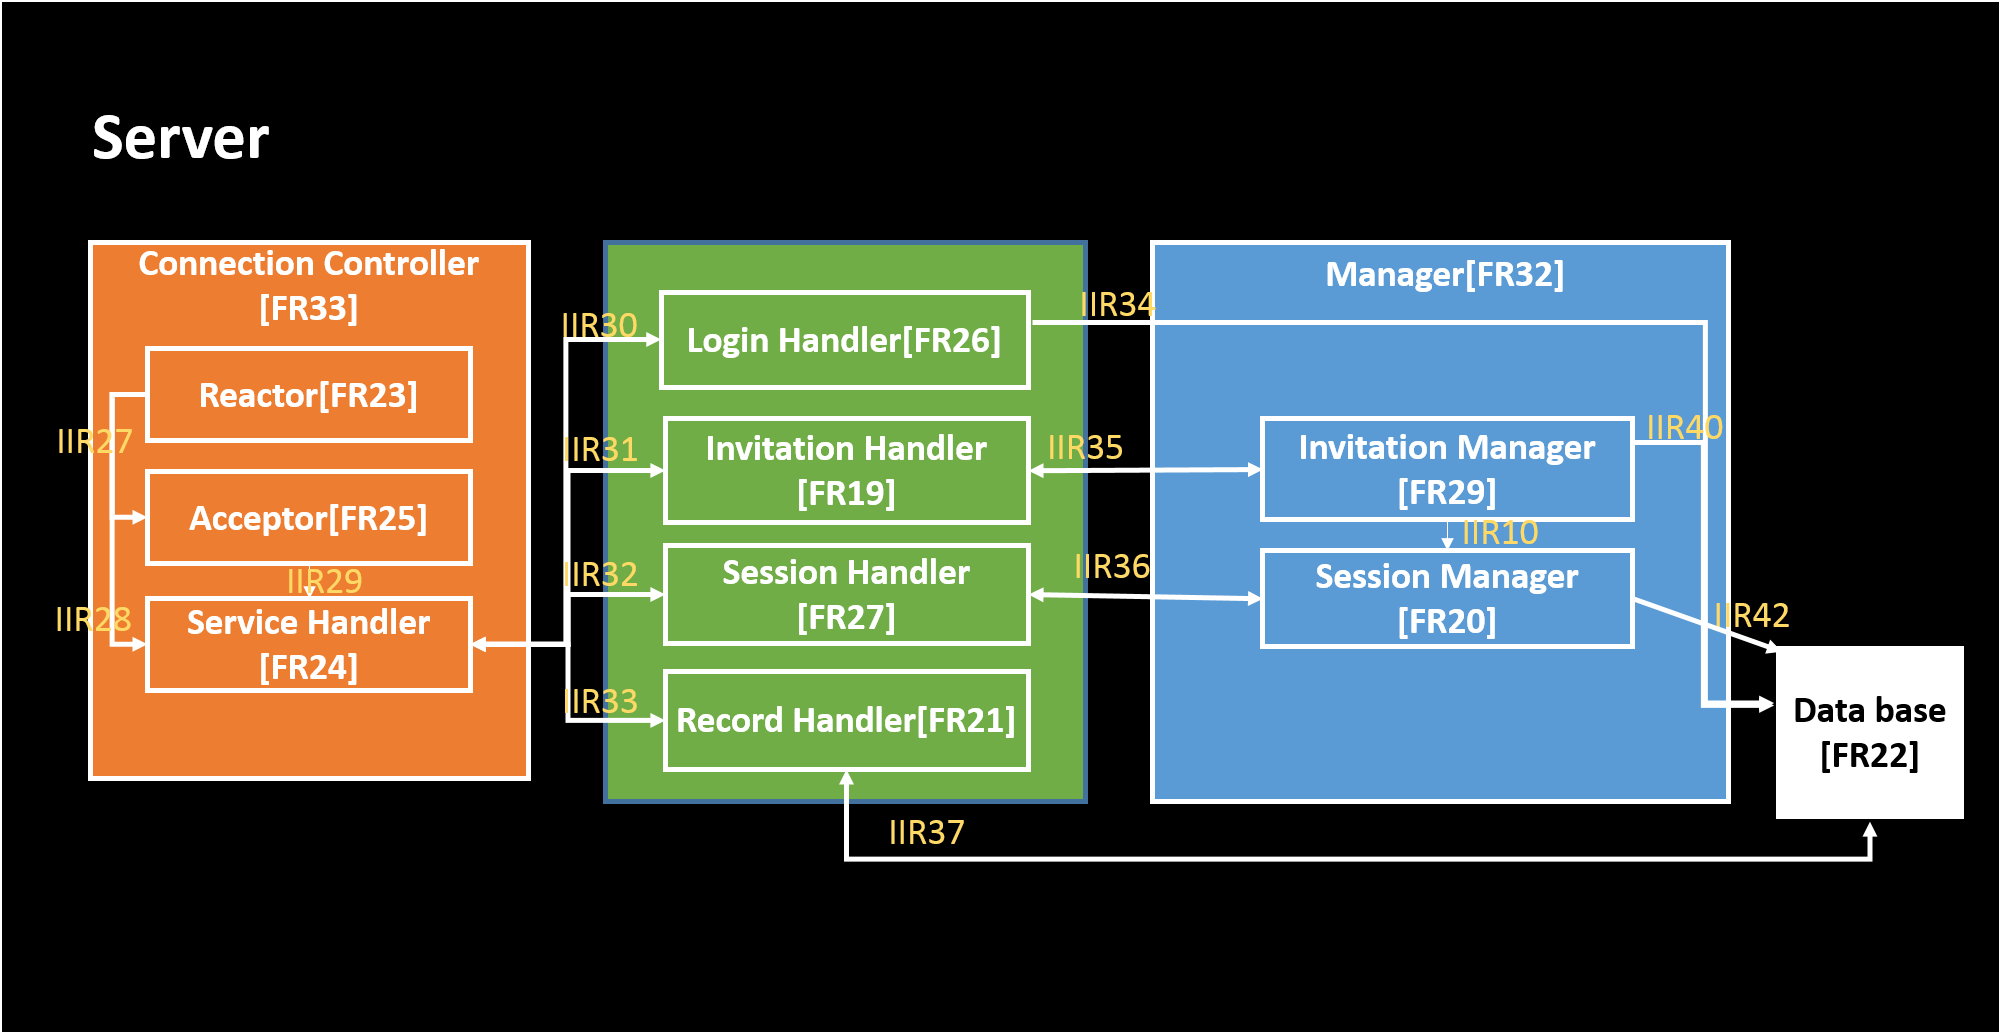 Server
Connection Controller
[FR33]
Reactor[FR23]
IIR27
Acceptor[FR25]
IIR29
IIR28
Service Handler
[FR24]
IIR30
Login Handler[FR26]
IIR31
Invitation Handler
[FR19]
IIR32
Session Handler
[FR27]
IIR33
Record Handler[FR21]
IIR34
IIR35
IIR36
IIR37
Manager[FR32]
Invitation Manager
[FR29]
IIR40
IIR10
Session Manager
[FR20]
IIR42
Data base
[FR22]